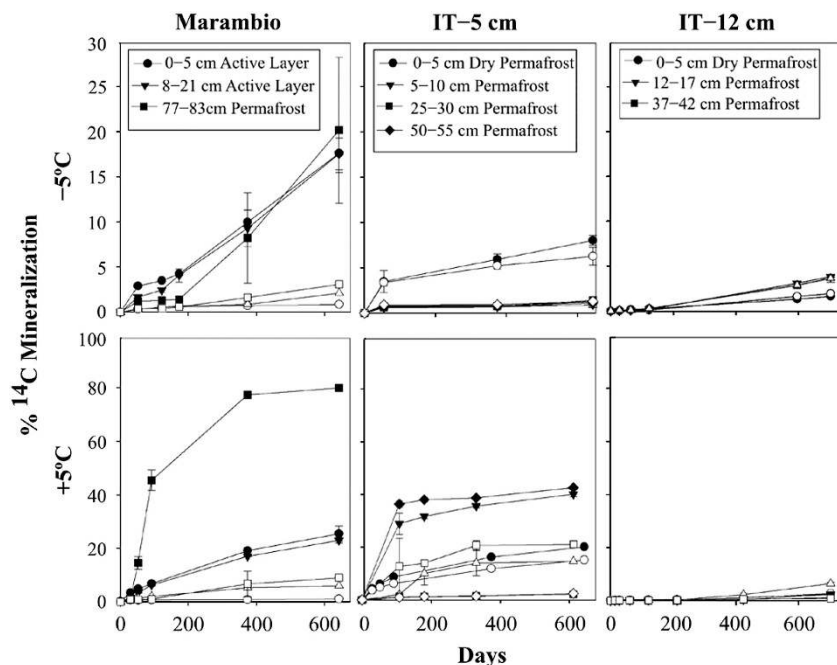 Marambio
IT−5 cm
IT−12 cm
30
25
20
15
10
5
0
0−5 cm Active Layer
8−21 cm Active Layer
77−83cm Permafrost
0−5 cm Dry Permafrost
5−10 cm Permafrost
25−30 cm Permafrost
50−55 cm Permafrost
0−5 cm Dry Permafrost
12−17 cm Permafrost
37−42 cm Permafrost
−5ºC
% 14C Mineralization
+5ºC
100
80
60
40
20
0
0 200 400 600
0 200 400 600
0 200 400 600
Days